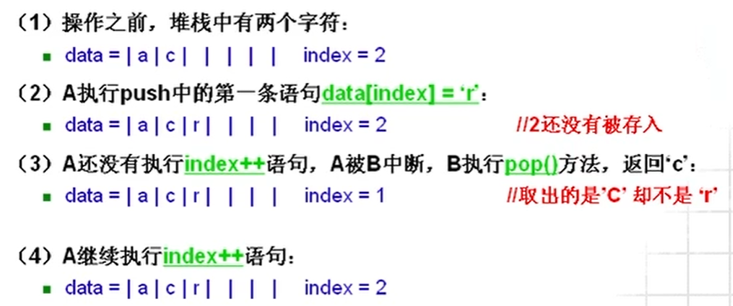 （1）操作之前，堆栈中有两个字符：
data = | a | c | | | | | index = 2
（2）A执行push中的第一条语句data[index] = ‘r’：
data = | a | c | r | | | | index = 2 //2还没有被存入
（3）A还没有执行index++语句，A被B中断，B执行pop()方法，返回‘c’：
data = | a | c | r | | | | index = 1 //取出的是’C’ 却不是 ‘r’
（4）A继续执行index++语句：
data = | a | c | r | | | | index = 2